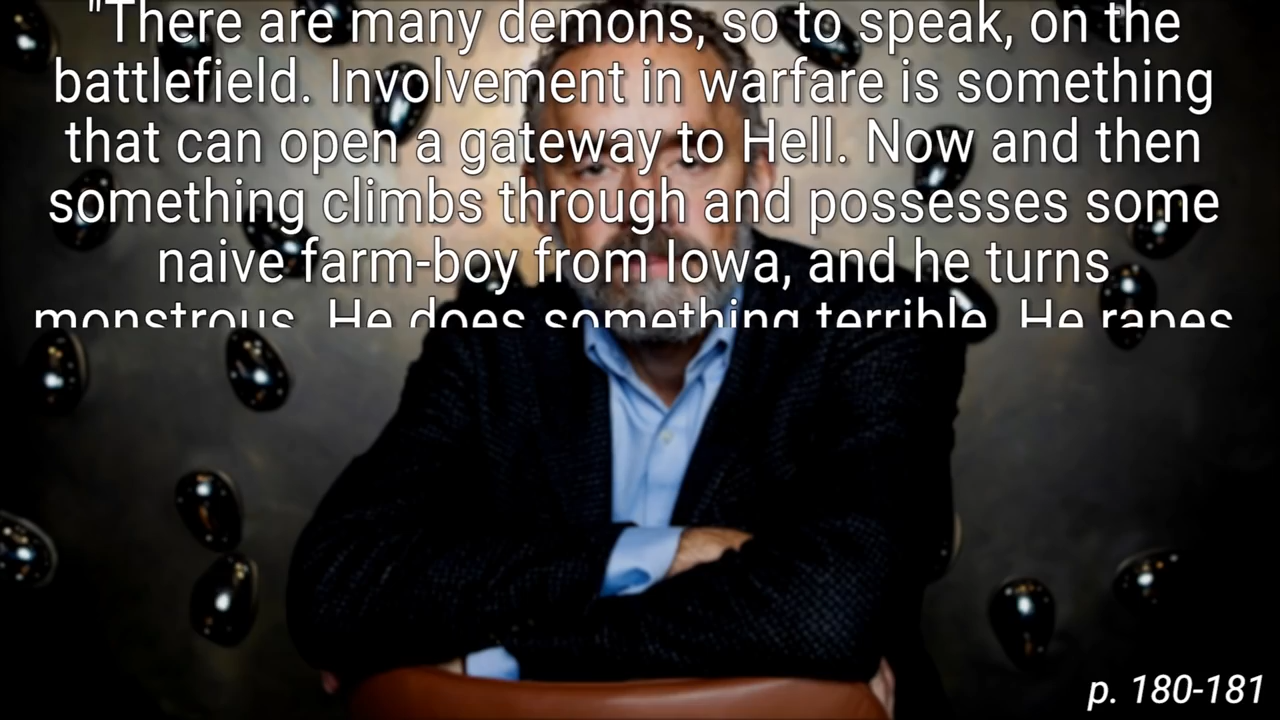 "There are many demons, so to speak, on the
battlefield. Involvement in warfare is something
that can open a gateway to Hell. Now and then
something climbs through and possesses some
naive farm-boy from Iowa, and he turns
monstrous. He does something terrible. He rapes
p. 180-181